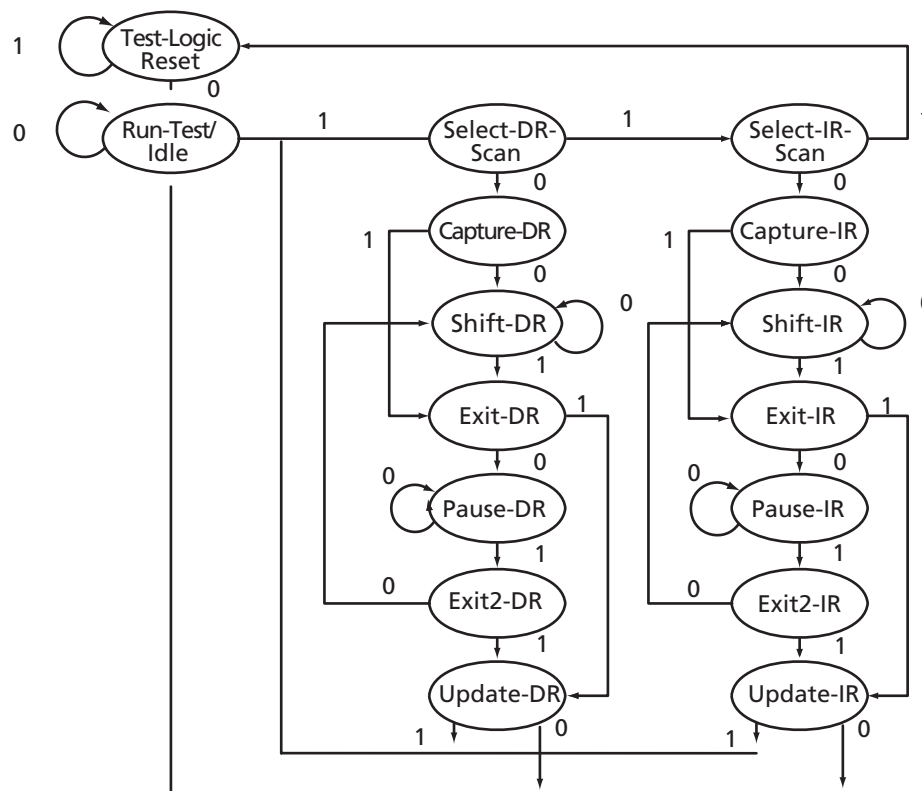 1
Test-Logic
Reset
0
0
Run-Test/
Idle
1
Select-DR-
Scan
1
Select-IR-
Scan
0
0
1
Capture-DR
1
Capture-IR
0
0
Shift-DR
0
Shift-IR
1
1
Exit-DR
1
Exit-IR
1
0
0
0
Pause-DR
0
Pause-IR
1
1
0
Exit2-DR
0
Exit2-IR
1
1
Update-DR
Update-IR
1
0
1
0